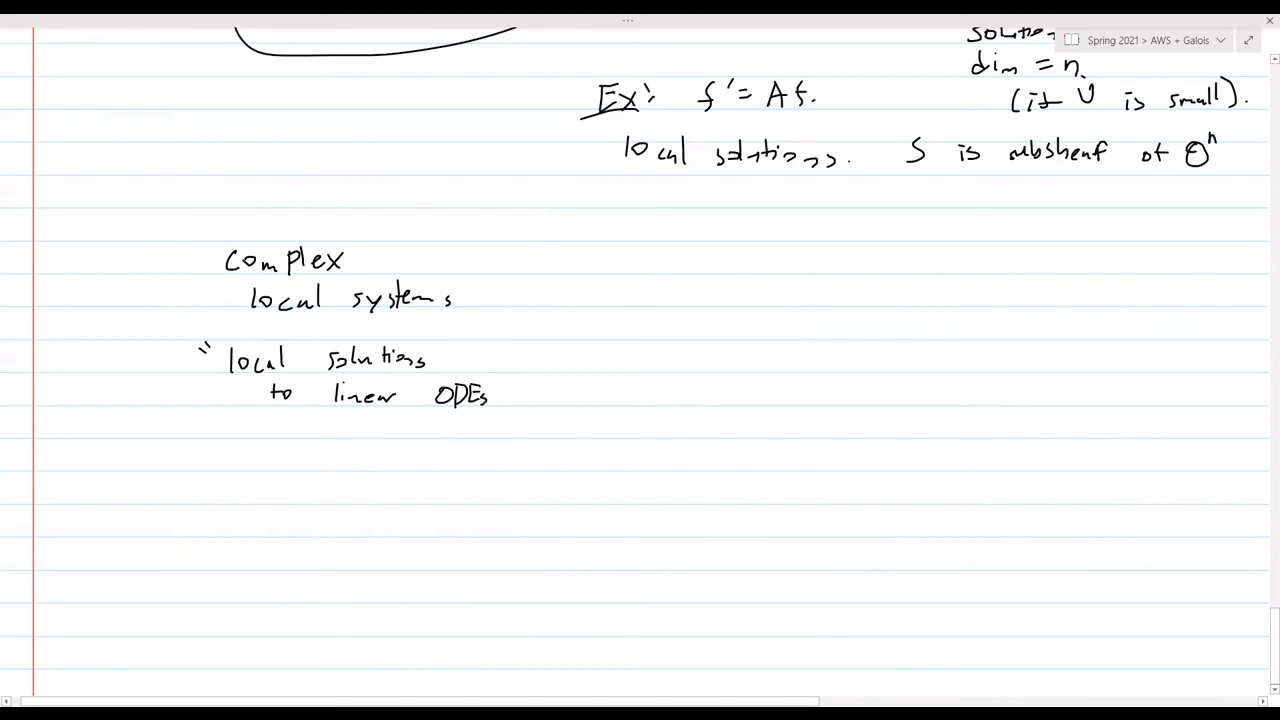 Spring 2021 > AWS + Galois
dim = n.
Ex: f' = Af.
(if U is small).
local solutions. S is subsheaf of O^n
complex
local systems
"local solutions
to linear ODEs